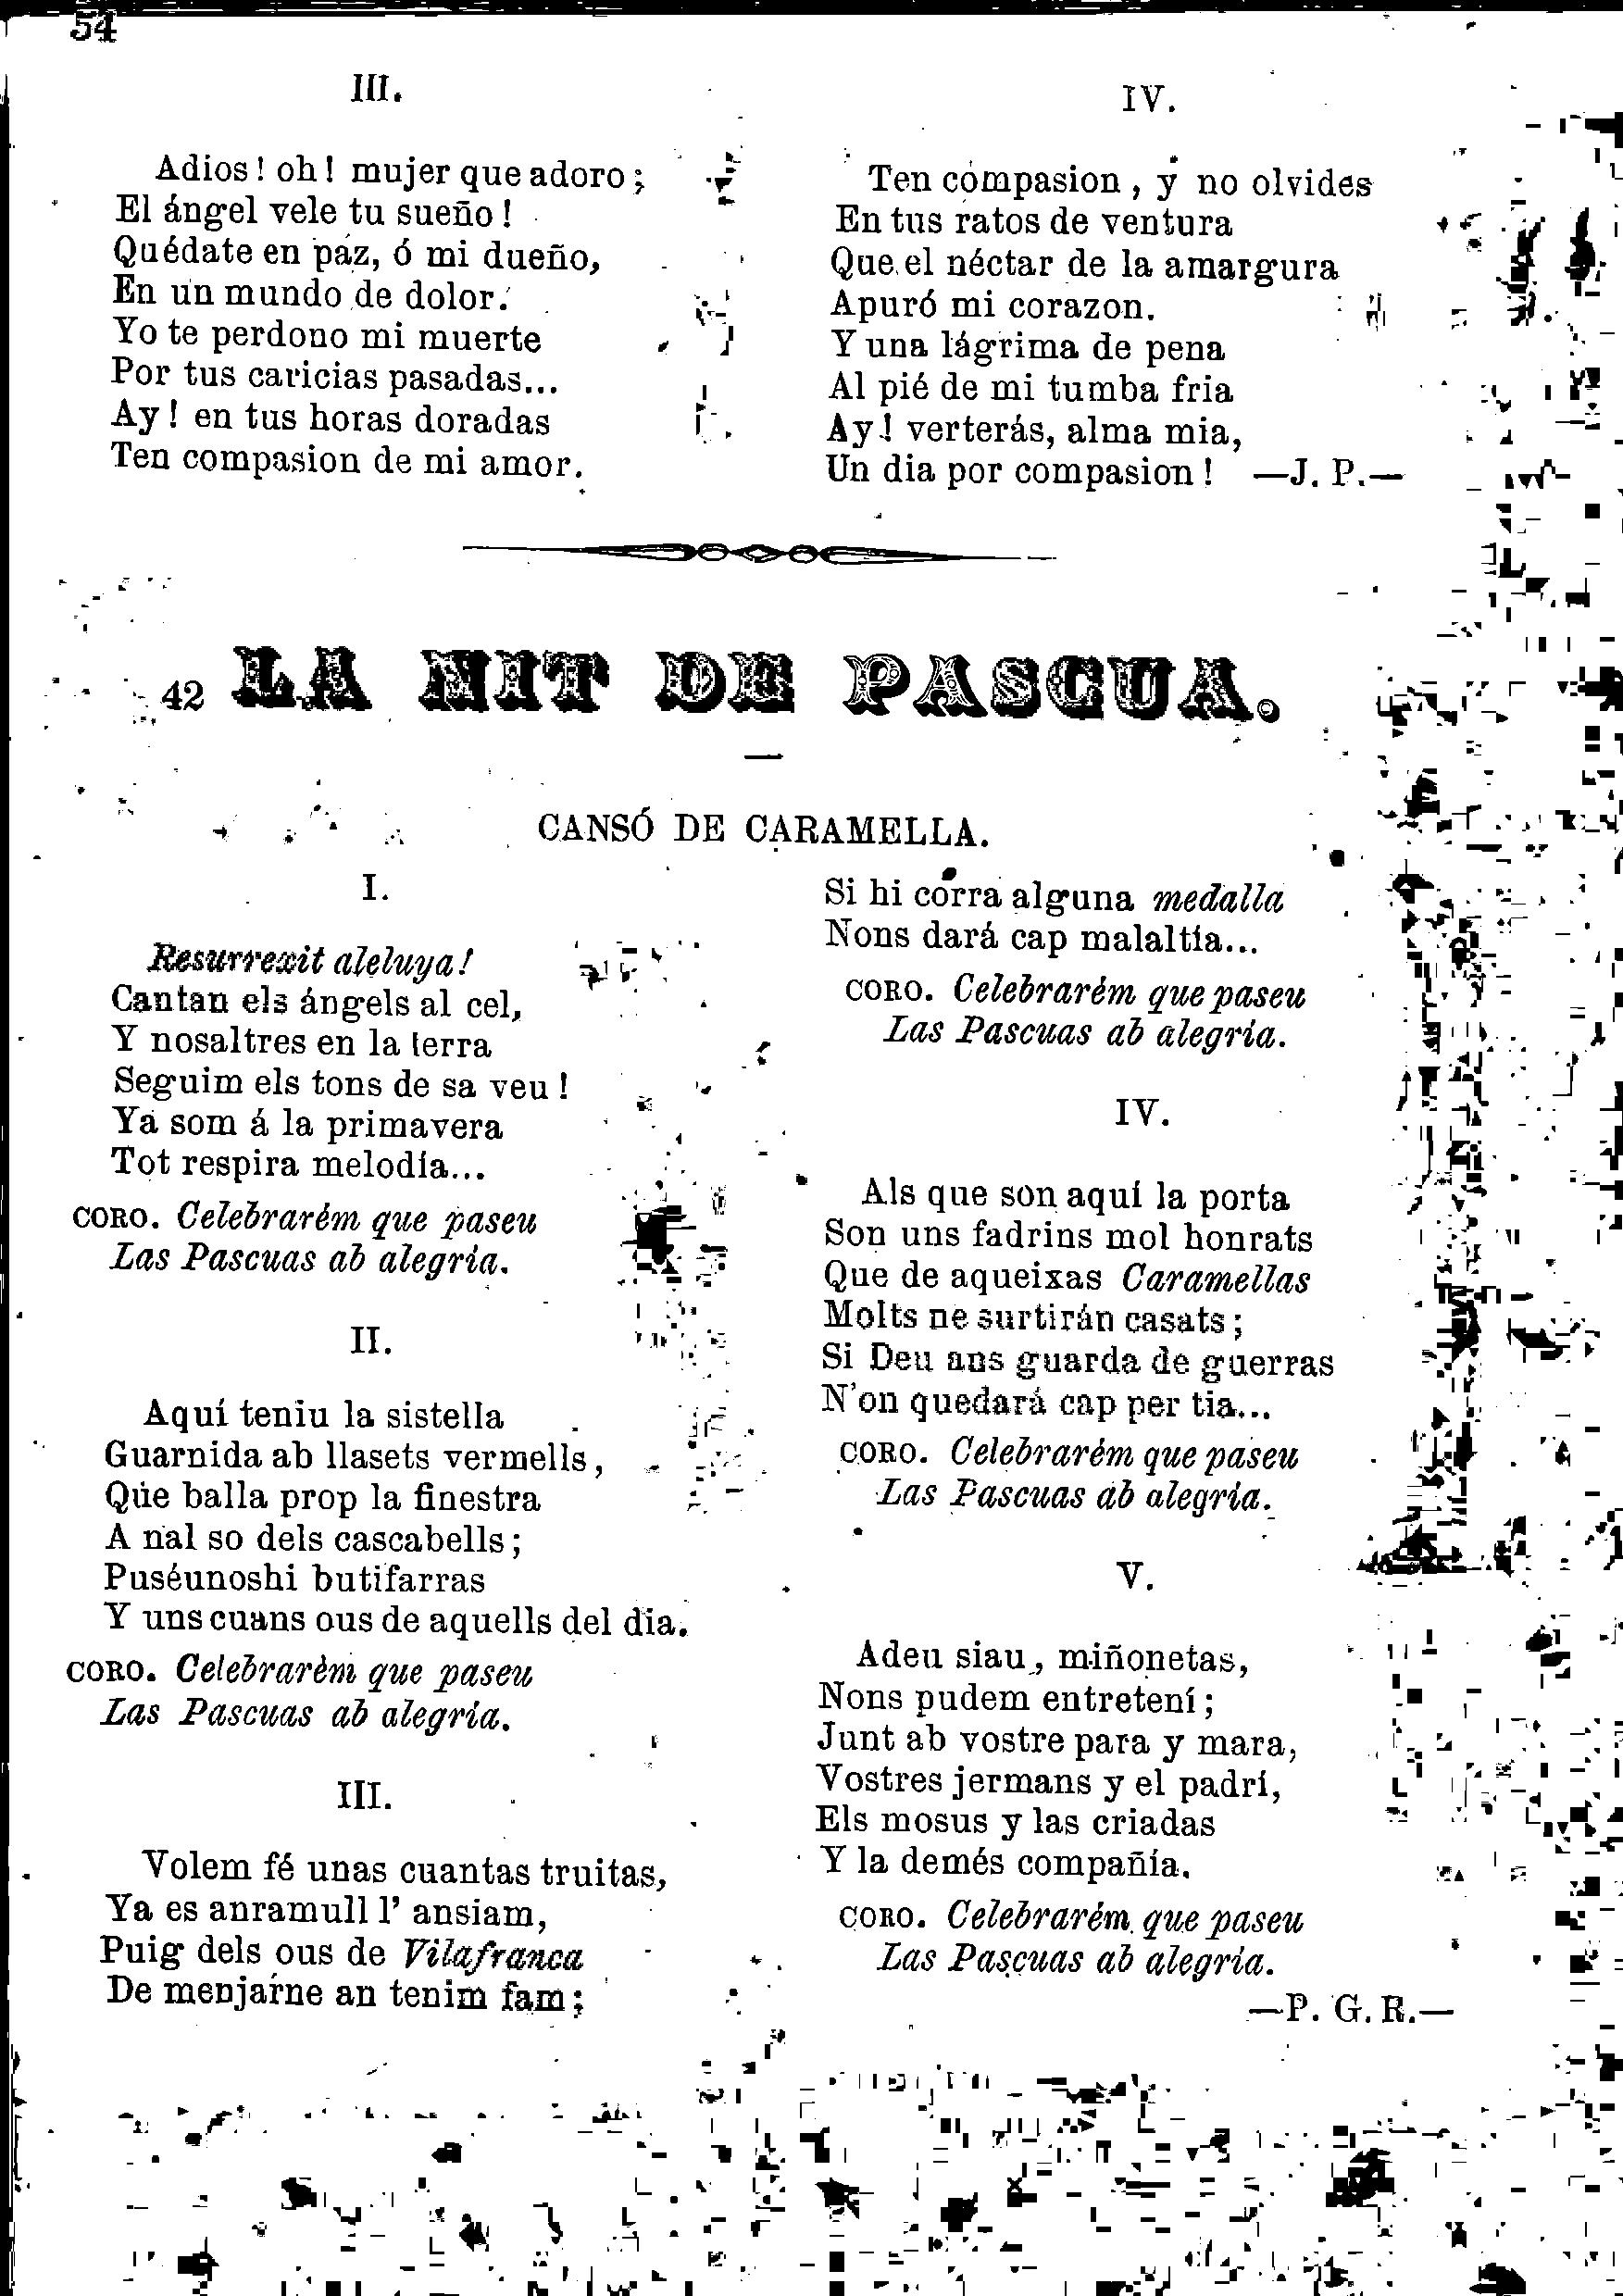 54
III.
Adios! oh! mujer que adoro;
El ángel vele tu sueño!
Quédate en paz, ó mi dueño,
En un mundo de dolor.
Yo te perdono mi muerte
Por tus caricias pasadas...
Ay! en tus horas doradas
Ten compasion de mi amor.
IV.
Ten compasion, y no olvides
En tus ratos de ventura
Que el néctar de la amargura
Apuró mi corazon.
Y una lágrima de pena
Al pié de mi tumba fria
Ay! verterás, alma mia,
Un dia por compasion! —J. P.—
42 LA NIT DE PASCUA.
CANSÓ DE CARAMELLA.
I.
Resurrexit aleluya!
Cantan els ángels al cel,
Y nosaltres en la terra
Seguim els tons de sa veu!
Ya som á la primavera
Tot respira melodía...
CORO. Celebrarém que paseu
Las Pascuas ab alegría.
II.
Aquí teniu la sistella
Guarnida ab llasets vermells,
Que balla prop la finestra
A nal so dels cascabells;
Puséunoshi butifarras
Y uns cuans ous de aquells del dia.
CORO. Celebrarém que paseu
Las Pascuas ab alegría.
III.
Volem fé unas cuantas truitas,
Ya es anramull l' ansiam,
Puig dels ous de Vilafranca
De menjarne an tenim fam;
Si hi corra alguna medalla
Nons dará cap malaltía...
CORO. Celebrarém que paseu
Las Pascuas ab alegría.
IV.
Als que son aquí la porta
Son uns fadrins mol honrats
Que de aqueixas Caramellas
Molts ne surtirán casats;
Si Deu ans guarda de guerras
N'on quedará cap per tia...
CORO. Celebrarém que paseu
Las Pascuas ab alegría.
V.
Adeu siau, miñonetas,
Nons pudem entretení;
Junt ab vostre para y mara,
Vostres jermans y el padrí,
Els mosus y las criadas
Y la demés compañía.
CORO. Celebrarém que paseu
Las Pascuas ab alegría.
—P. G. R.—